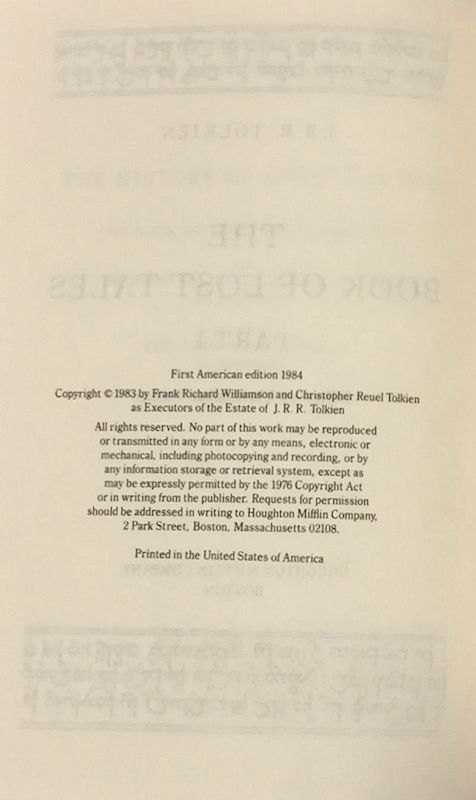 First American edition 1984
Copyright © 1983 by Frank Richard Williamson and Christopher Reuel Tolkien
as Executors of the Estate of J. R. R. Tolkien
All rights reserved. No part of this work may be reproduced
or transmitted in any form or by any means, electronic or
mechanical, including photocopying and recording, or by
any information storage or retrieval system, except as
may be expressly permitted by the 1976 Copyright Act
or in writing from the publisher. Requests for permission
should be addressed in writing to Houghton Mifflin Company,
2 Park Street, Boston, Massachusetts 02108.
Printed in the United States of America